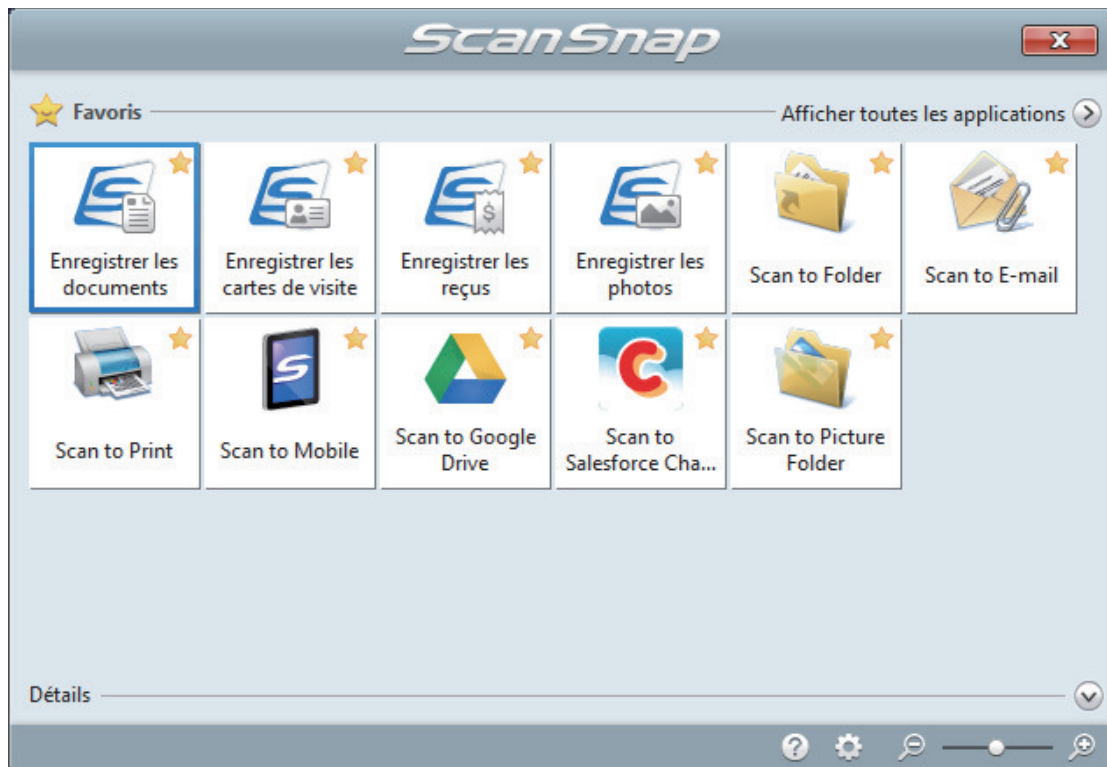 ScanSnap
X
Favoris
Afficher toutes les applications
Enregistrer les
documents
Enregistrer les
cartes de visite
Enregistrer les
reçus
Enregistrer les
photos
Scan to Folder
Scan to E-mail
Scan to Print
Scan to Mobile
Scan to Google
Drive
Scan to
Salesforce Cha...
Scan to Picture
Folder
Détails